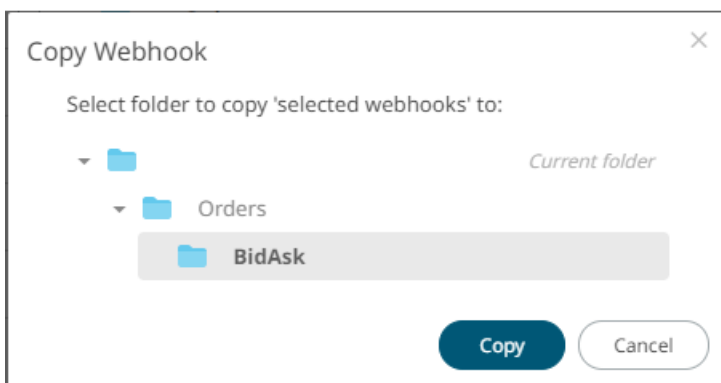 Copy Webhook
Select folder to copy 'selected webhooks' to:
Current folder
Orders
BidAsk
Copy Cancel